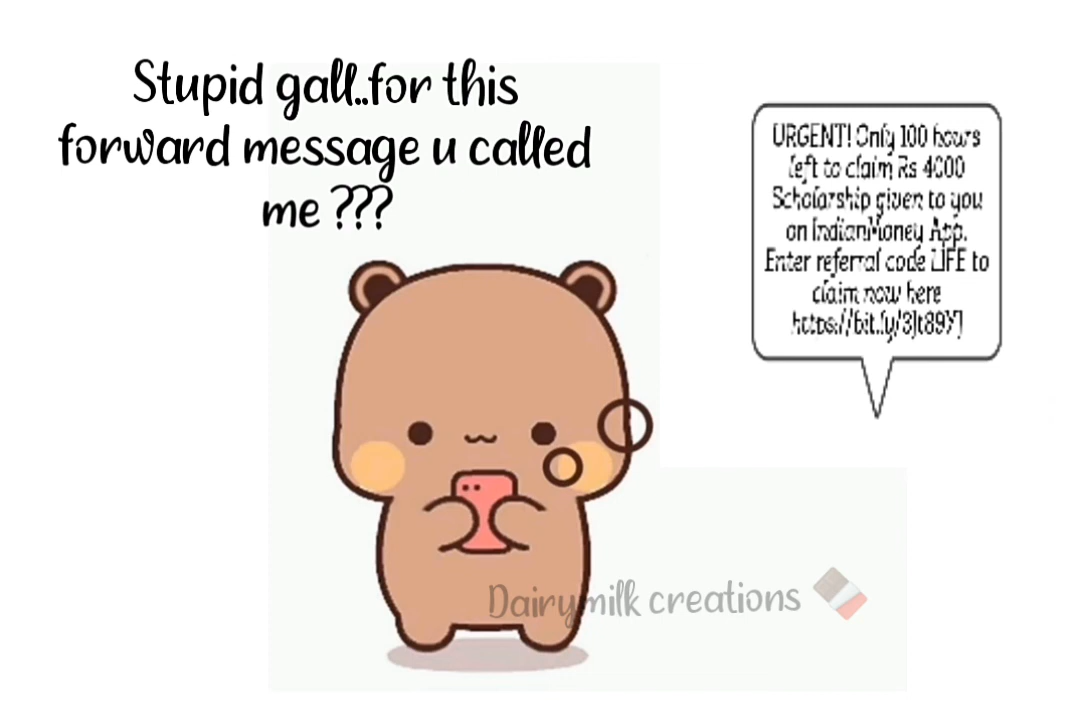 Stupid gall..for this
forward message u called
me ???
URGENT! Only 100 hours
left to claim Rs 4000
Scholarship given to you
on IndianMoney App.
Enter referral code LIFE to
claim now here
Dairymilk creations